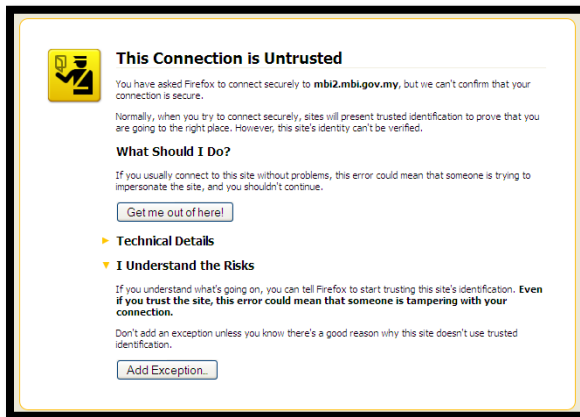 This Connection is Untrusted
You have asked Firefox to connect securely to mbi2.mbi.gov.my, but we can't confirm that your
connection is secure.
Normally, when you try to connect securely, sites will present trusted identification to prove that you
are going to the right place. However, this site's identity can't be verified.
What Should I Do?
If you usually connect to this site without problems, this error could mean that someone is trying to
impersonate the site, and you shouldn't continue.
Get me out of here!
Technical Details
I Understand the Risks
If you understand what's going on, you can tell Firefox to start trusting this site's identification. Even
if you trust the site, this error could mean that someone is tampering with your
connection.
Don't add an exception unless you know there's a good reason why this site doesn't use trusted
identification.
Add Exception..